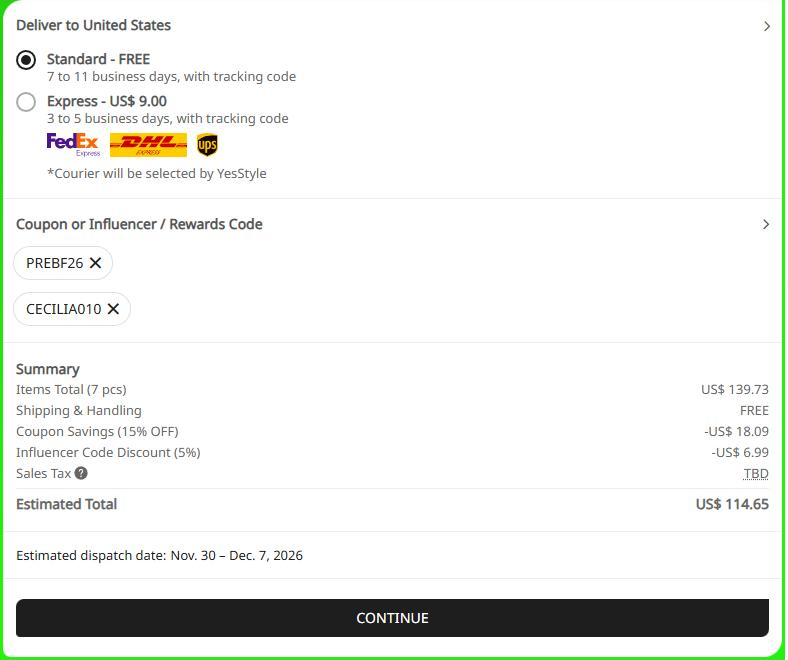 Deliver to United States
Standard - FREE
7 to 11 business days, with tracking code
Express - US$ 9.00
3 to 5 business days, with tracking code
FedEx Express DHL EXPRESS ups
*Courier will be selected by YesStyle
Coupon or Influencer / Rewards Code
PREBF26
CECILIA010
Summary
Items Total (7 pcs) US$ 139.73
Shipping & Handling FREE
Coupon Savings (15% OFF) -US$ 18.09
Influencer Code Discount (5%) -US$ 6.99
Sales Tax ? TBD
Estimated Total US$ 114.65
Estimated dispatch date: Nov. 30 – Dec. 7, 2026
CONTINUE